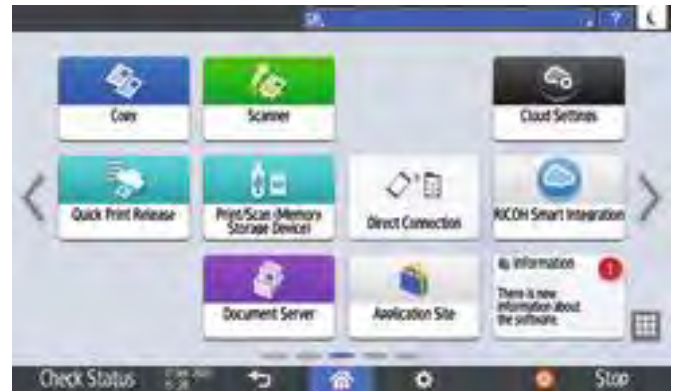 ?
Copy
Scanner
Cloud Settings
Quick Print Release
Print/Scan (Memory
Storage Device)
Direct Connection
RICOH Smart Integration
Document Server
Application Site
Information
1
There is new
information about
the software.
Check Status
Stop